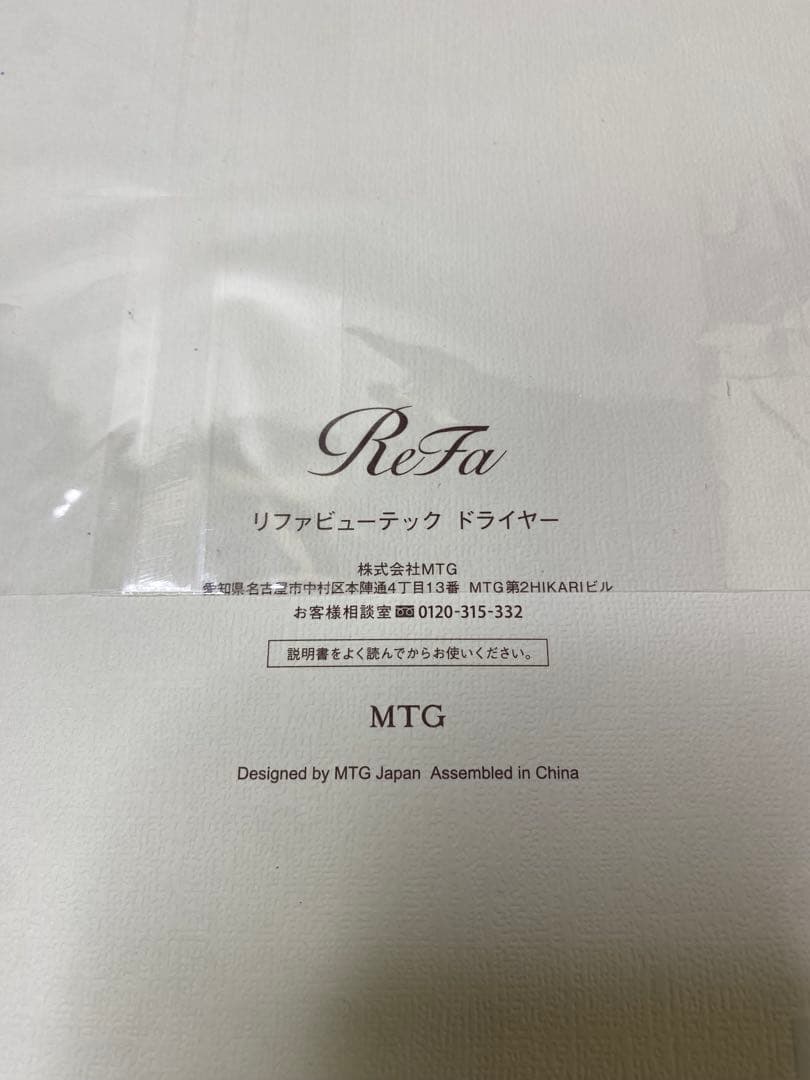 ReFa
リファビューテック ドライヤー
株式会社MTG
愛知県名古屋市中村区本陣通4丁目13番 MTG第2HIKARIビル
お客様相談室 0120-315-332
説明書をよく読んでからお使いください。
MTG
Designed by MTG Japan Assembled in China